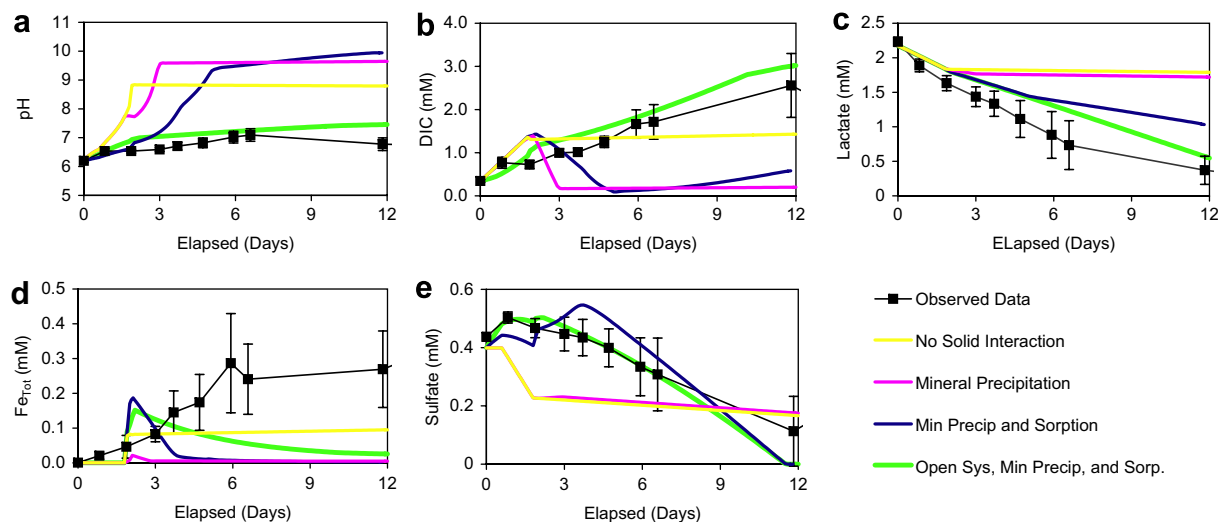 a
11
10
9
8
7
6
5
pH
0
3
6
9
12
Elapsed (Days)
b
4.0
3.0
2.0
1.0
0.0
DIC (mM)
0
3
6
9
12
Elapsed (Days)
c
2.5
2
1.5
1
0.5
0
Lactate (mM)
0
3
6
9
12
ELapsed (Days)
d
0.5
0.4
0.3
0.2
0.1
0.0
FeTot (mM)
0
3
6
9
12
Elapsed (Days)
e
0.6
0.4
0.2
0
Sulfate (mM)
0
3
6
9
12
Elapsed (Days)
Observed Data
No Solid Interaction
Mineral Precipitation
Min Precip and Sorption
Open Sys, Min Precip, and Sorp.